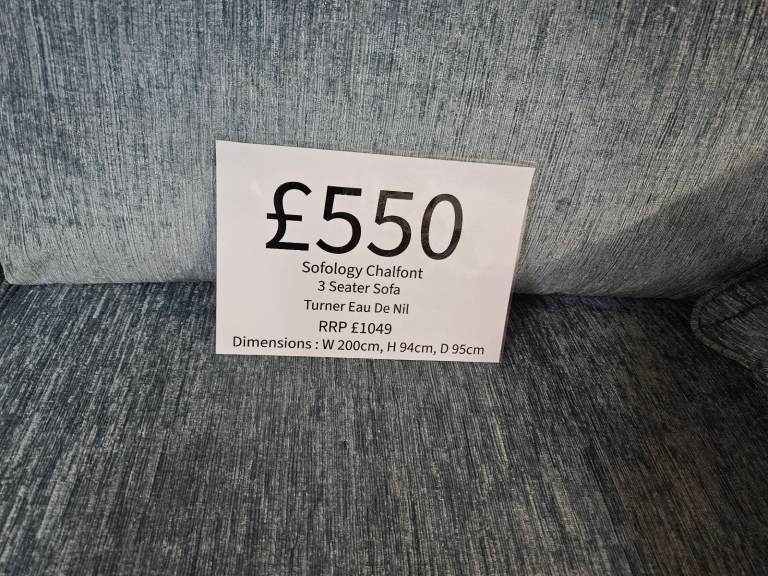 £550
Sofology Chalfont
3 Seater Sofa
Turner Eau De Nil
RRP £1049
Dimensions : W 200cm, H 94cm, D 95cm